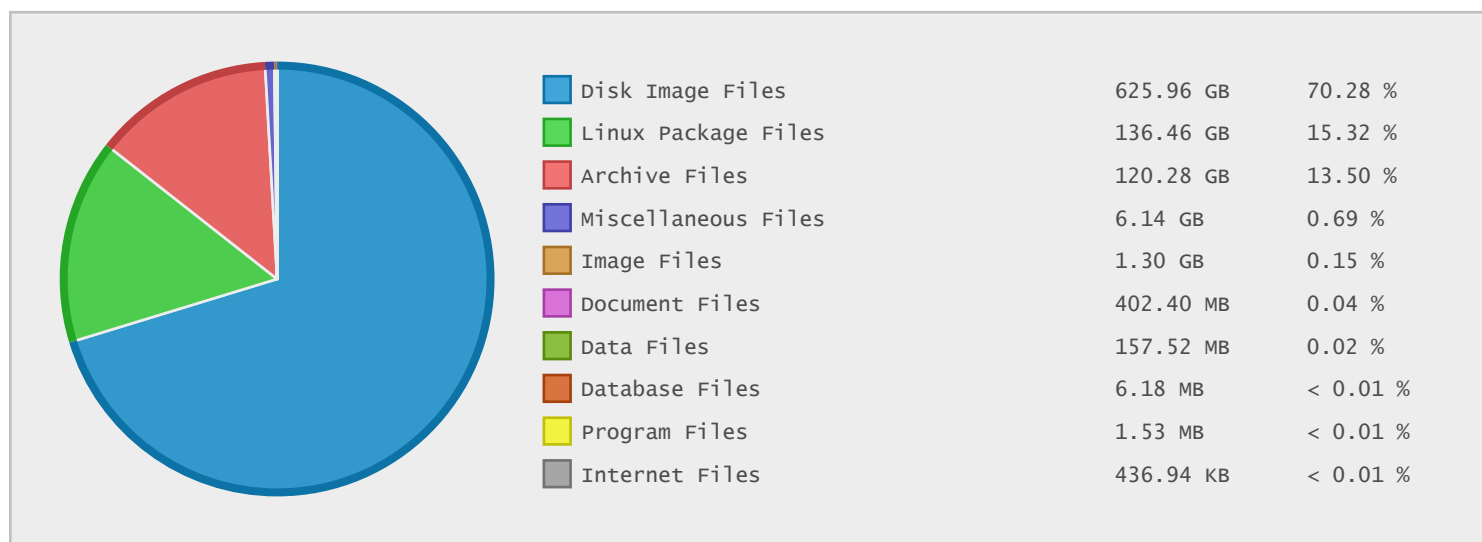 Disk Image Files 625.96 GB 70.28 %
Linux Package Files 136.46 GB 15.32 %
Archive Files 120.28 GB 13.50 %
Miscellaneous Files 6.14 GB 0.69 %
Image Files 1.30 GB 0.15 %
Document Files 402.40 MB 0.04 %
Data Files 157.52 MB 0.02 %
Database Files 6.18 MB < 0.01 %
Program Files 1.53 MB < 0.01 %
Internet Files 436.94 KB < 0.01 %